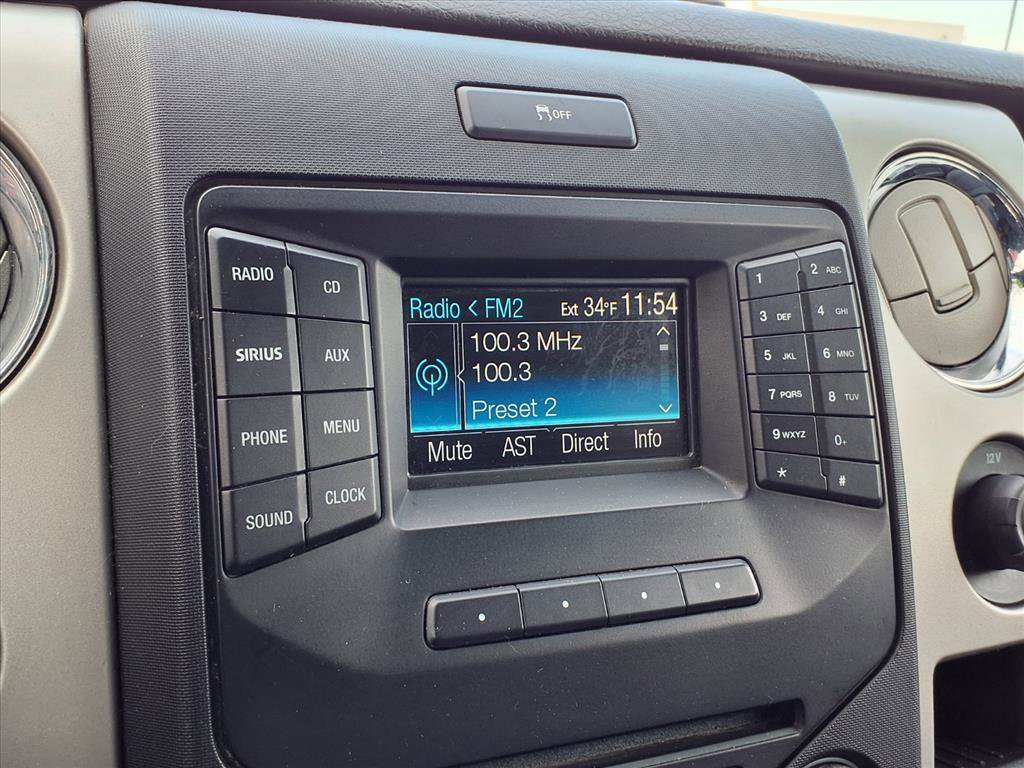 OFF
RADIO
CD
SIRIUS
AUX
PHONE
MENU
SOUND
CLOCK
Radio < FM2 Ext 34°F 11:54
100.3 MHz
100.3
Preset 2
Mute AST Direct Info
1 2 ABC
3 DEF 4 GHI
5 JKL 6 MNO
7 PQRS 8 TUV
9 WXYZ 0+
* #
12V